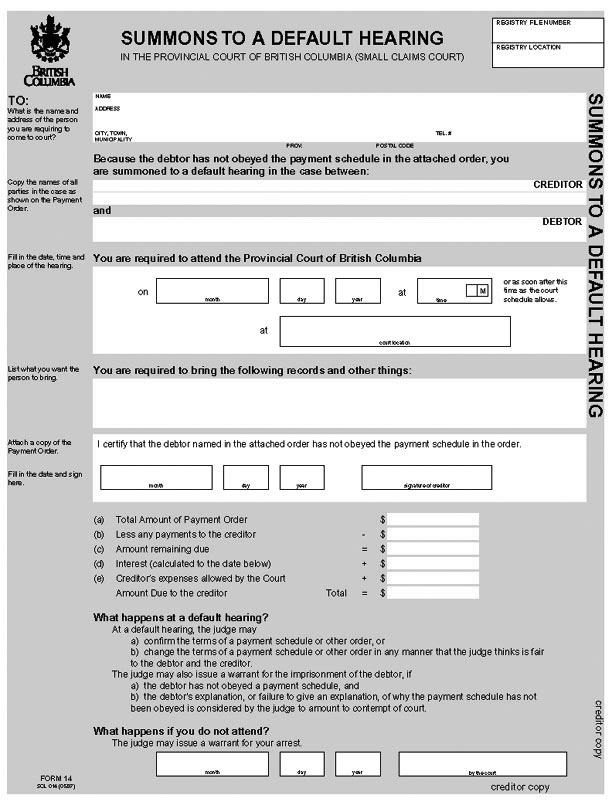 BRITISH
COLUMBIA
SUMMONS TO A DEFAULT HEARING
IN THE PROVINCIAL COURT OF BRITISH COLUMBIA (SMALL CLAIMS COURT)
REGISTRY FILE NUMBER
REGISTRY LOCATION
TO:
What is the name and
address of the person
you are requiring to
come to court?
NAME
ADDRESS
CITY, TOWN,
MUNICIPALITY
TEL.#
PROV.
POSTAL CODE
SUMMONS TO A DEFAULT HEARING
Because the debtor has not obeyed the payment schedule in the attached order, you
are summoned to a default hearing in the case between:
Copy the names of all
parties in the case as
shown on the Payment
Order.
CREDITOR
and
DEBTOR
Fill in the date, time and
place of the hearing.
You are required to attend the Provincial Court of British Columbia
on
month
day
year
at
time
M
or as soon after this
time as the court
schedule allows.
at
court location
List what you want the
person to bring.
You are required to bring the following records and other things:
Attach a copy of the
Payment Order.
I certify that the debtor named in the attached order has not obeyed the payment schedule in the order.
Fill in the date and sign
here.
month
day
year
signature of creditor
(a) Total Amount of Payment Order $
(b) Less any payments to the creditor - $
(c) Amount remaining due = $
(d) Interest (calculated to the date below) + $
(e) Creditor's expenses allowed by the Court + $
Amount Due to the creditor Total = $
What happens at a default hearing?
At a default hearing, the judge may
a) confirm the terms of a payment schedule or other order, or
b) change the terms of a payment schedule or other order in any manner that the judge thinks is fair
to the debtor and the creditor.
The judge may also issue a warrant for the imprisonment of the debtor, if
a) the debtor has not obeyed a payment schedule, and
b) the debtor's explanation, or failure to give an explanation, of why the payment schedule has not
been obeyed is considered by the judge to amount to contempt of court.
What happens if you do not attend?
The judge may issue a warrant for your arrest.
month
day
year
by the court
FORM 14
SCL 014 (05/97)
creditor copy
creditor copy